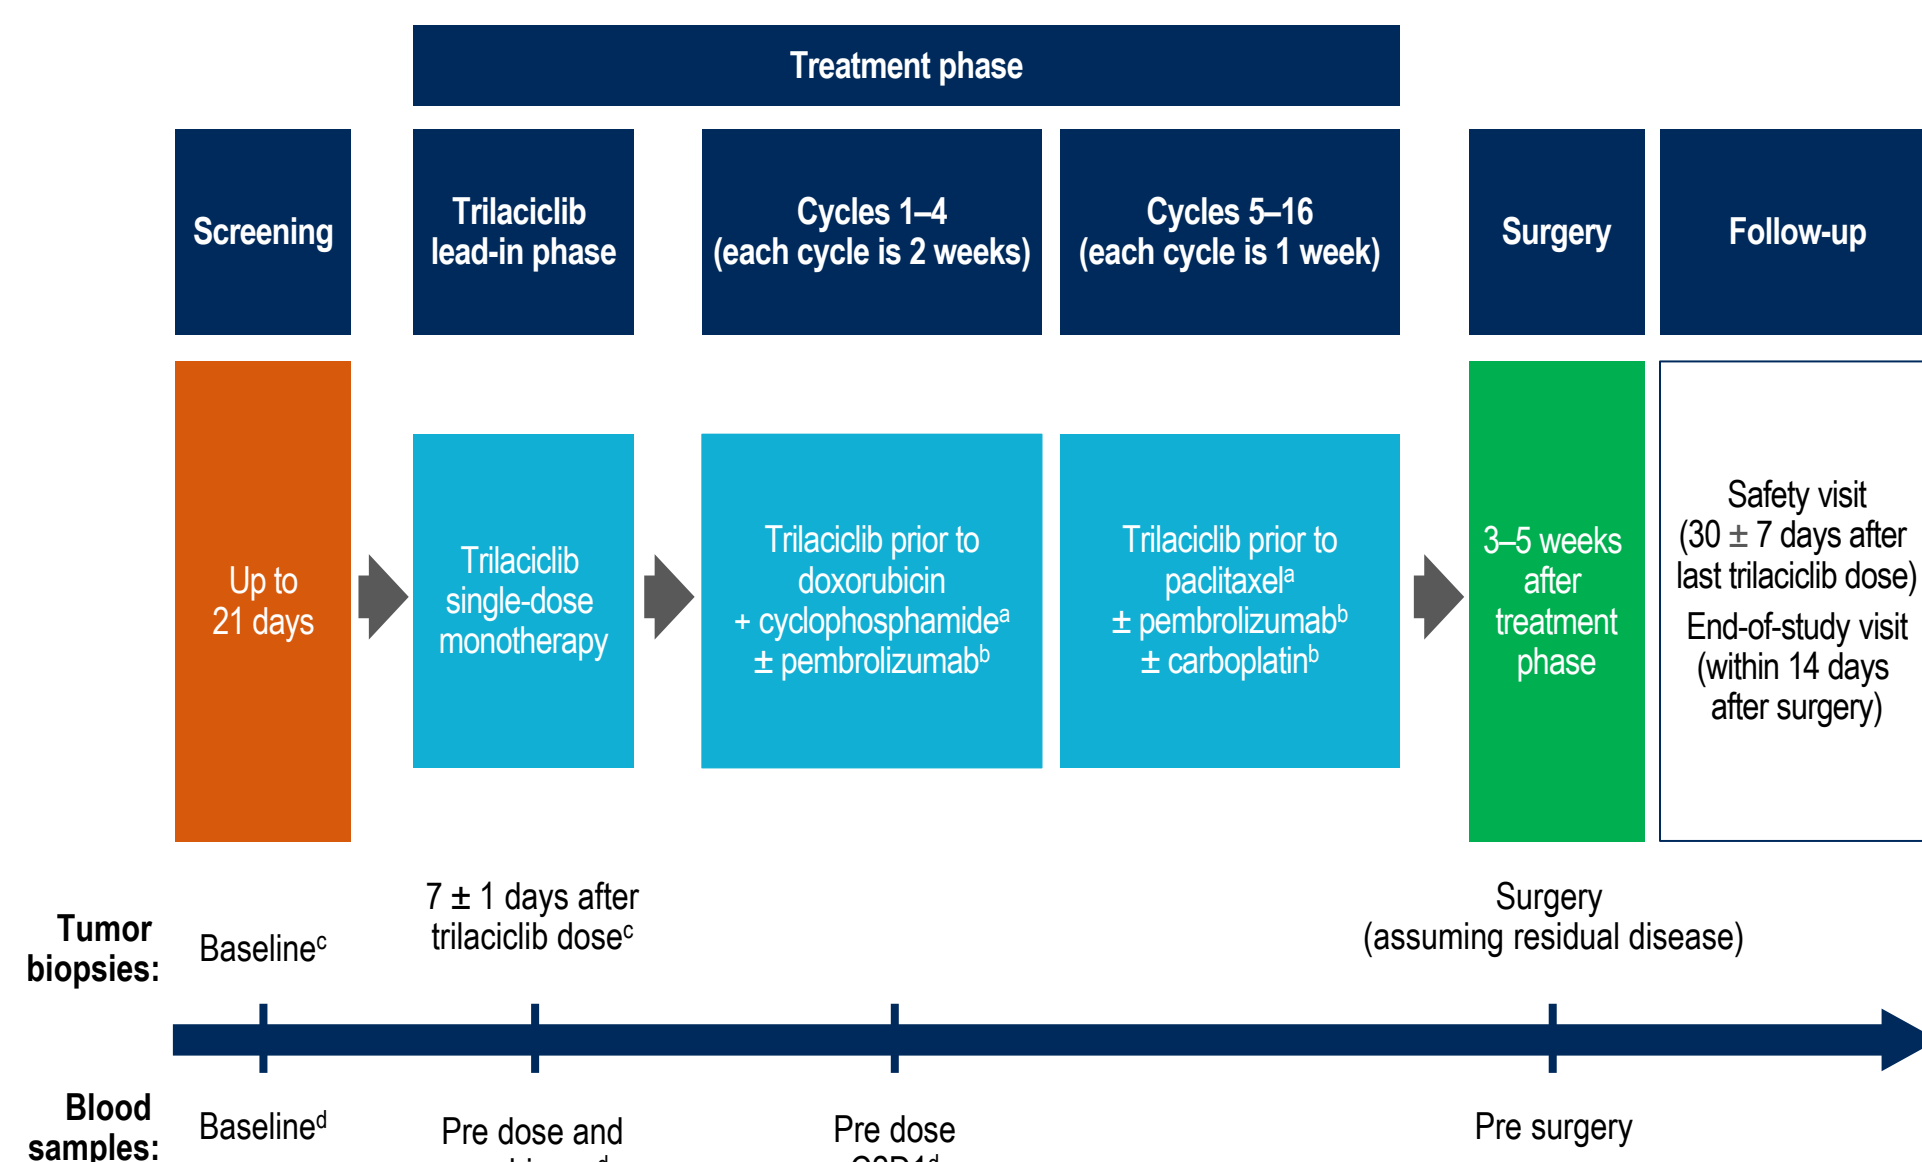 Treatment phase
Screening
Trilaciclib
lead-in phase
Cycles 1–4
(each cycle is 2 weeks)
Cycles 5–16
(each cycle is 1 week)
Surgery
Follow-up
Up to
21 days
Trilaciclib
single-dose
monotherapy
Trilaciclib prior to
doxorubicin
+ cyclophosphamideᵃ
± pembrolizumabᵇ
Trilaciclib prior to
paclitaxelᵃ
± pembrolizumabᵇ
± carboplatinᵇ
3–5 weeks
after
treatment
phase
Safety visit
(30 ± 7 days after
last trilaciclib dose)
End-of-study visit
(within 14 days
after surgery)
Tumor
biopsies:
Baselineᶜ
7 ± 1 days after
trilaciclib doseᶜ
Surgery
(assuming residual disease)
Blood
samples:
Baselineᵈ
Pre dose and
Pre dose
Pre surgery